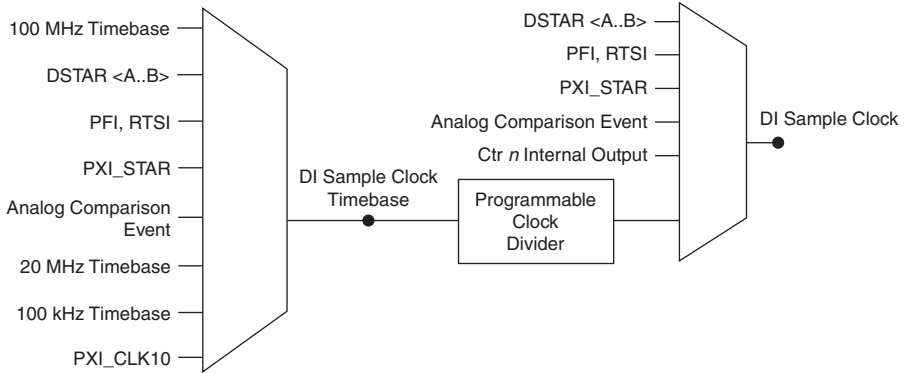 100 MHz Timebase
DSTAR <A..B>
PFI, RTSI
PXI_STAR
Analog Comparison
Event
20 MHz Timebase
100 kHz Timebase
PXI_CLK10
DI Sample Clock
Timebase
Programmable
Clock
Divider
DSTAR <A..B>
PFI, RTSI
PXI_STAR
Analog Comparison Event
Ctr n Internal Output
DI Sample Clock